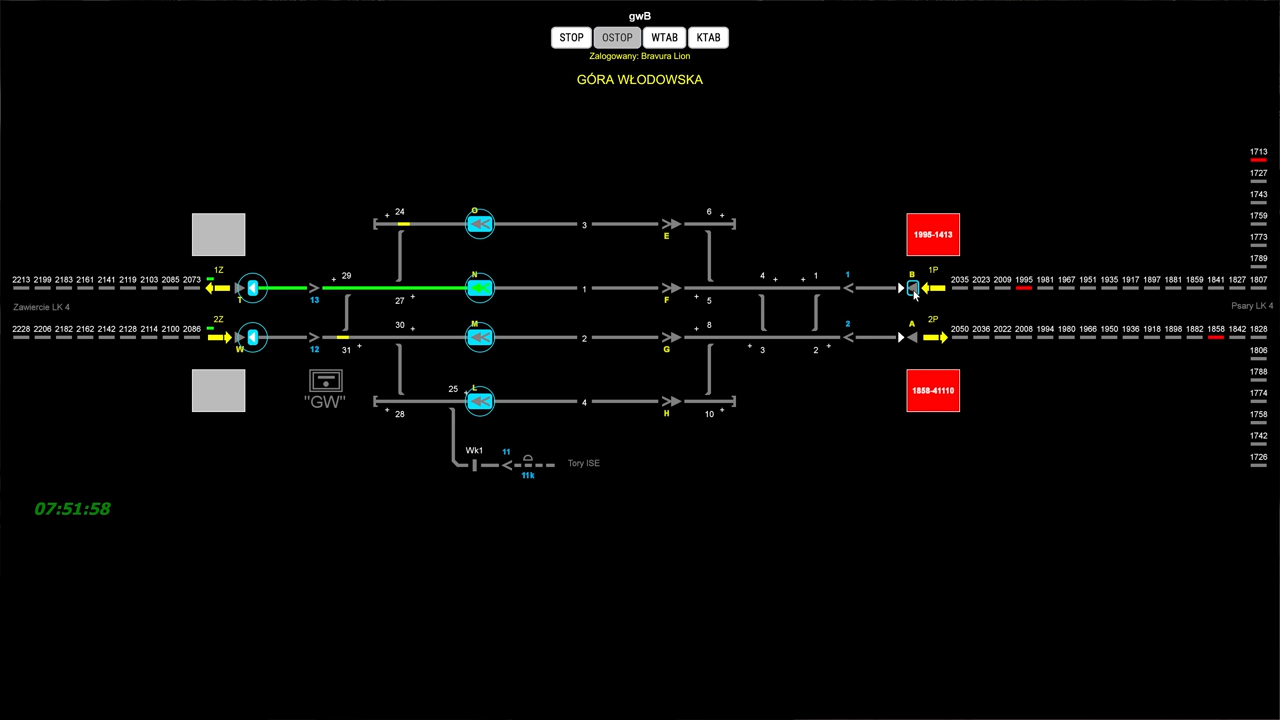 gwB
STOP OSTOP WTAB KTAB
Zalogowany: Bravura Lion
GÓRA WŁODOWSKA
1713
1727
1743
1759
1773
1789
24 + O 3 E 6 +
1995-1413
2213 2199 2183 2161 2141 2119 2103 2085 2073 1Z T 13 + 29 27 + N 1 F + 5 4 + + 1 1 B 1P 2035 2023 2009 1995 1981 1967 1951 1935 1917 1897 1881 1859 1841 1827 1807
Zawiercie LK 4
Psary LK 4
2228 2206 2182 2162 2142 2128 2114 2100 2086 2Z W 12 31 + 30 + M 2 G + 8 + 3 2 + 2 A 2P 2050 2036 2022 2008 1994 1980 1966 1950 1936 1918 1898 1882 1858 1842 1828
1806
1788
1774
1758
1742
1726
"GW"
+ 28 25 + L 4 H 10 +
1858-41110
Wk1 11 11k Tory ISE
07:51:58